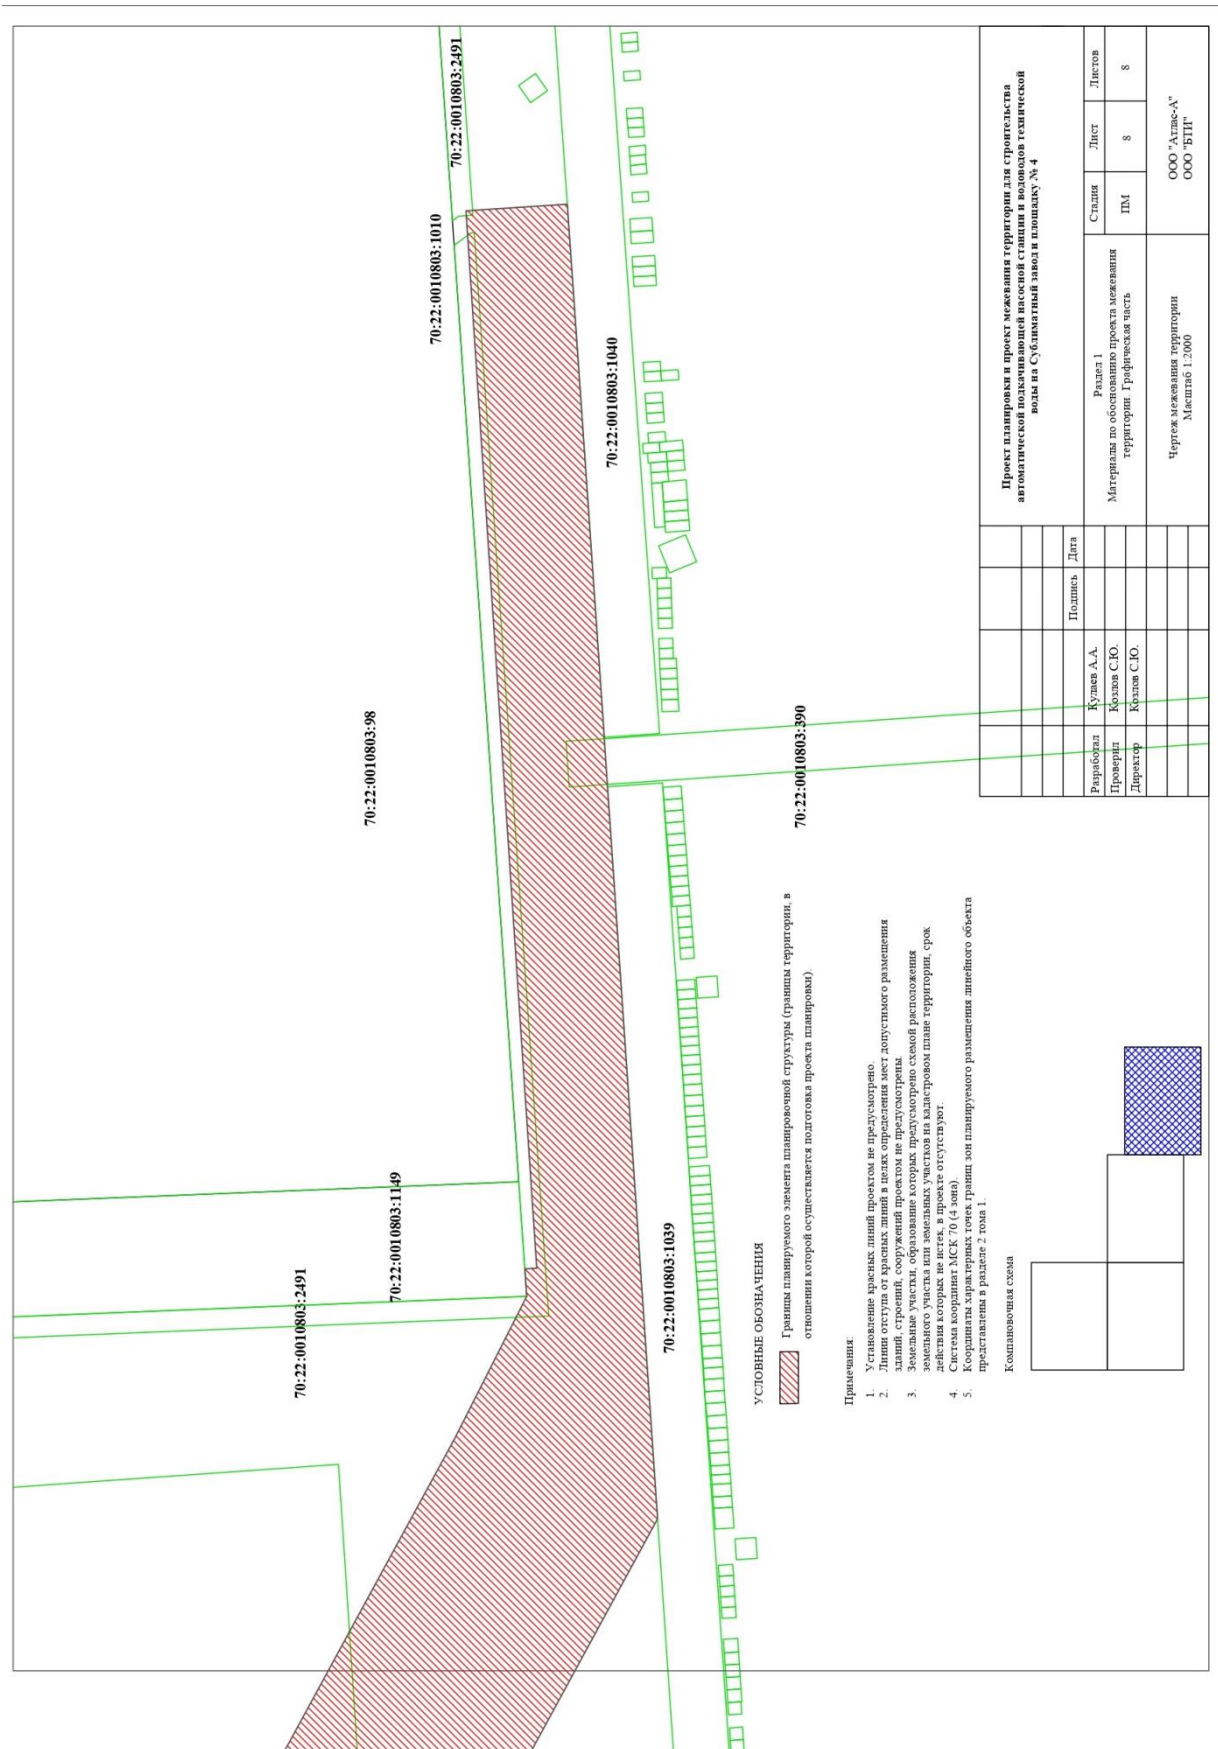 70:22:0010803:2491
70:22:0010803:1010
70:22:0010803:1040
70:22:0010803:98
70:22:0010803:390
70:22:0010803:1149
70:22:0010803:2491
70:22:0010803:1039
УСЛОВНЫЕ ОБОЗНАЧЕНИЯ
Границы планируемого элемента планировочной структуры (границы территории, в
отношении которой осуществляется подготовка проекта планировки).
Примечания:
1. Установление красных линий проектом не предусмотрено.
2. Линии отступа от красных линий в целях определения мест допустимого размещения
зданий, строений, сооружений проектом не предусмотрены.
3. Земельные участки, образование которых предусмотрено схемой расположения
земельного участка или земельных участков на кадастровом плане территории, срок
действия которых не истек, в проекте отсутствуют.
4. Система координат МСК 70 (4 зона).
5. Координаты характерных точек границ зон планируемого размещения линейного объекта
представлены в разделе 2 тома 1.
Компановочная схема
Проект планировки и проект межевания территории для строительства
автоматической подкачивающей насосной станции и водоводов технической
воды на Сублиматный завод и площадку № 4
Подпись Дата
Разработал Кулаев А.А.
Проверил Козлов С.Ю.
Директор Козлов С.Ю.
Раздел 1
Материалы по обоснованию проекта межевания
территории. Графическая часть
Стадия Лист Листов
ПМ 8 8
Чертеж межевания территории
Масштаб 1:2000
ООО "Атлас-А"
ООО "БТИ"